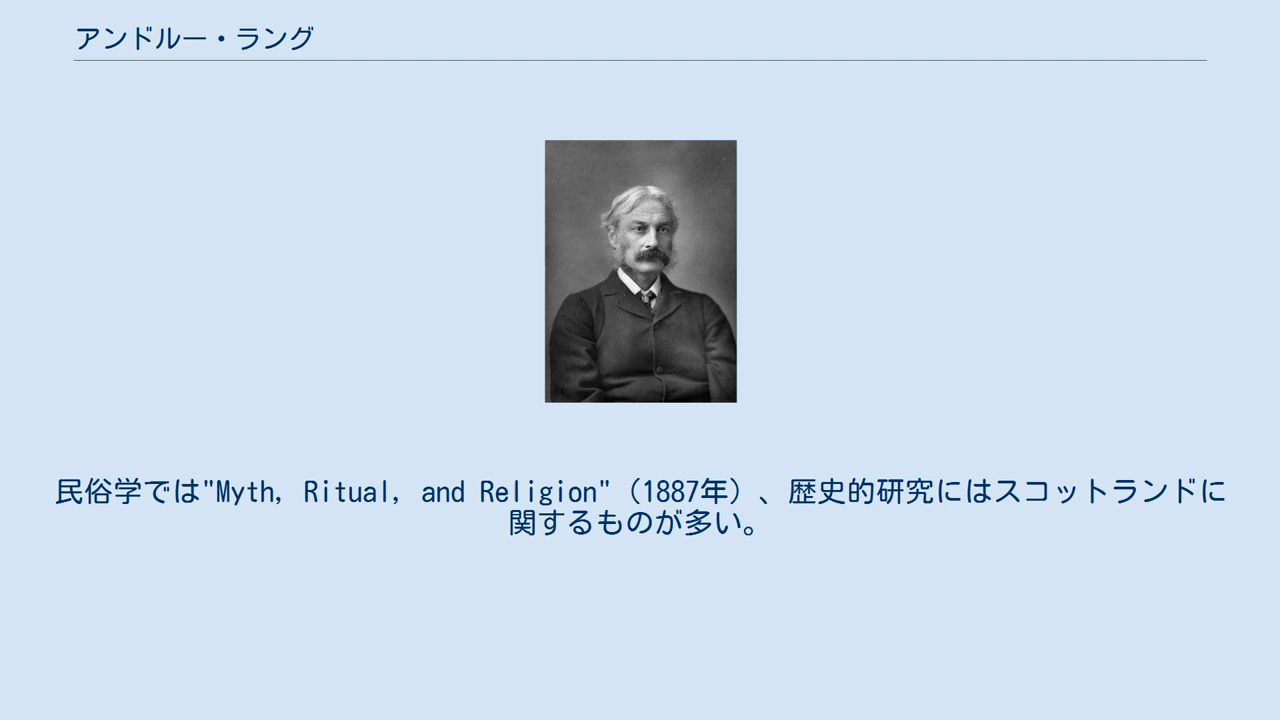 アンドルー・ラング
民俗学では"Myth, Ritual, and Religion"（1887年）、歴史的研究にはスコットランドに
関するものが多い。